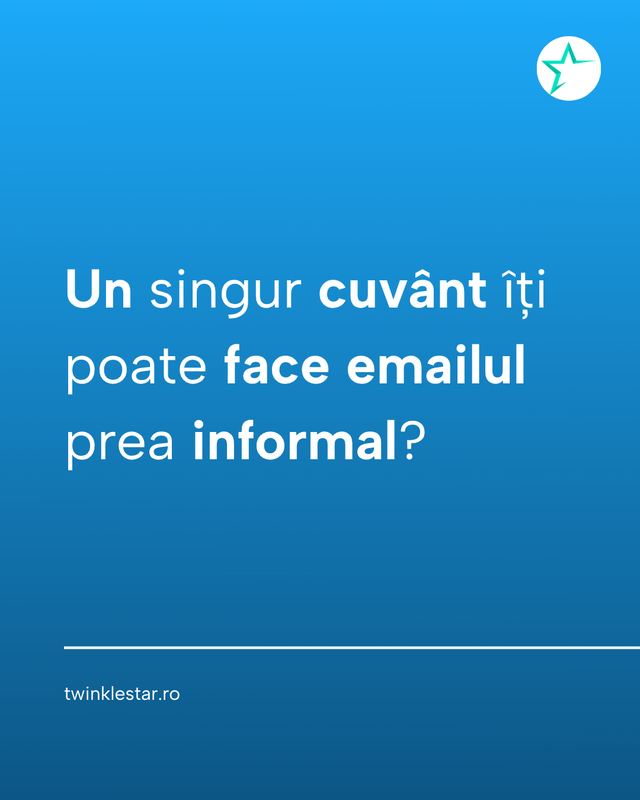 Un singur cuvânt îți
poate face emailul
prea informal?
twinklestar.ro